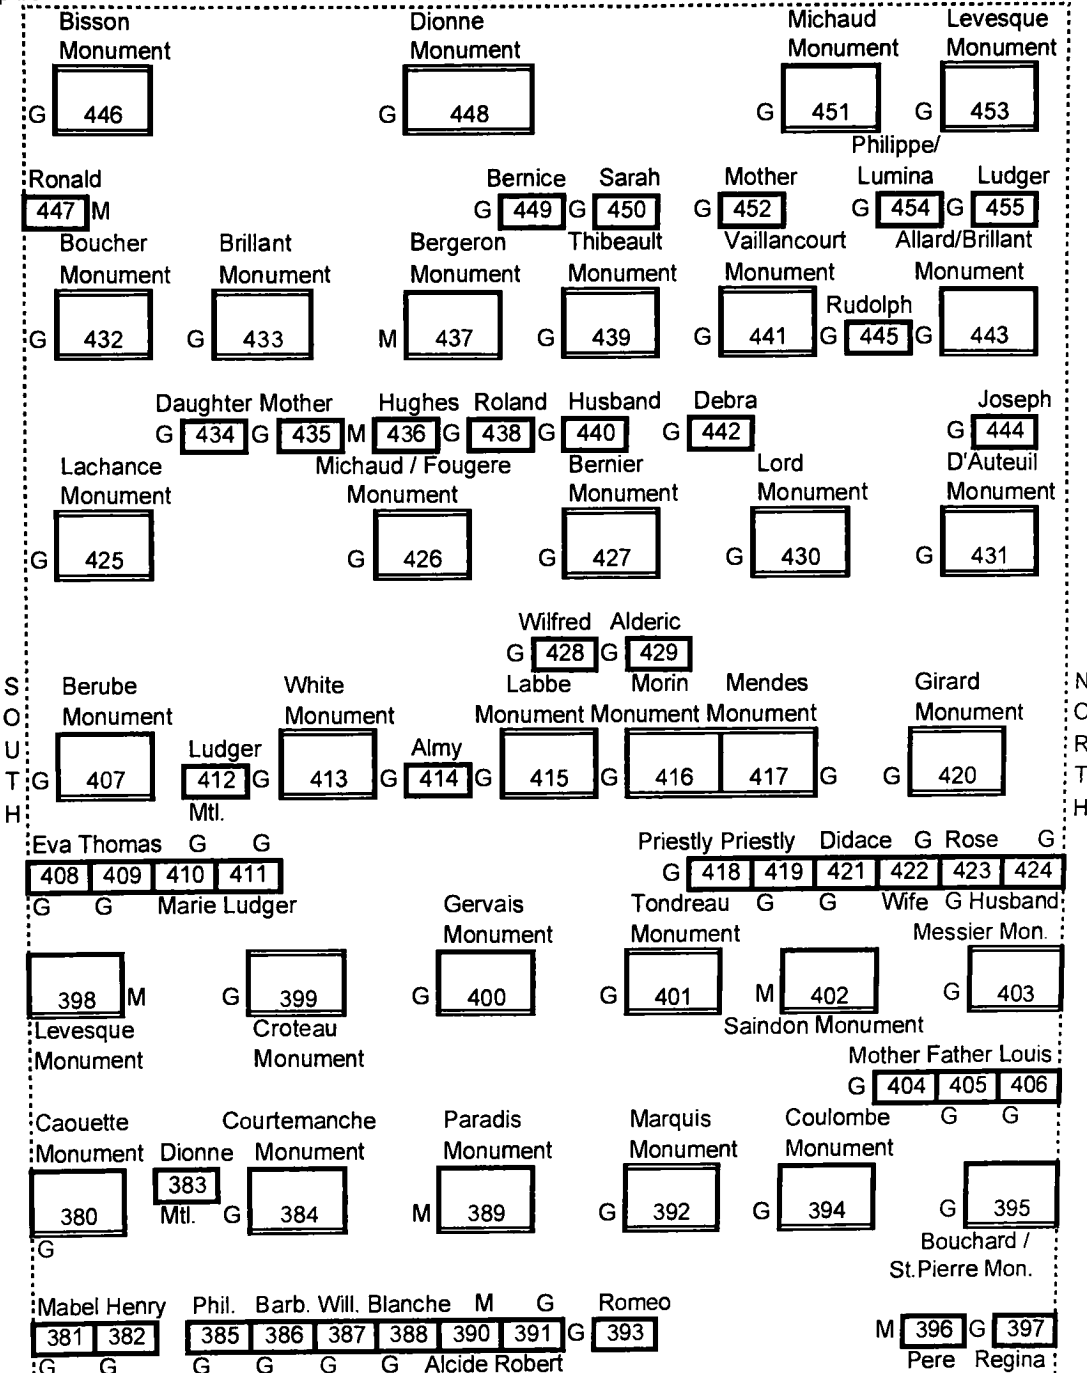 Bisson Dionne Michaud Levesque
Monument Monument Monument Monument
G 446 G 448 G 451 G 453
Philippe/
Ronald Bernice Sarah Mother Lumina Ludger
447 M G 449 G 450 G 452 G 454 G 455
Boucher Brillant Bergeron Thibeault Vaillancourt Allard/Brillant
Monument Monument Monument Monument Monument Monument
Rudolph
G 432 G 433 M 437 G 439 G 441 G 445 G 443
Daughter Mother Hughes Roland Husband Debra Joseph
G 434 G 435 M 436 G 438 G 440 G 442 G 444
Lachance Michaud / Fougere Bernier Lord D'Auteuil
Monument Monument Monument Monument Monument
G 425 G 426 G 427 G 430 G 431
Wilfred Alderic
G 428 G 429
SOUTH
NORTH
Berube White Labbe Morin Mendes Girard
Monument Monument Monument Monument Monument Monument
Ludger Almy
G 407 412 G 413 G 414 G 415 G 416 417 G G 420
Mtl.
Eva Thomas G G Priestly Priestly Didace G Rose G
408 409 410 411 G 418 419 421 422 423 424
G G Marie Ludger G G Wife G Husband
Gervais Tondreau Messier Mon.
Monument Monument
398 M G 399 G 400 G 401 M 402 G 403
Levesque Croteau Saindon Monument
Monument Monument
Mother Father Louis
G 404 405 406
G G
Caouette Courtemanche Paradis Marquis Coulombe
Monument Dionne Monument Monument Monument Monument
383
380 Mtl. G 384 M 389 G 392 G 394 G 395
G
Bouchard /
St.Pierre Mon.
Mabel Henry Phil. Barb. Will. Blanche M G Romeo
381 382 385 386 387 388 390 391 G 393 M 396 G 397
G G G G G G Alcide Robert Pere Regina